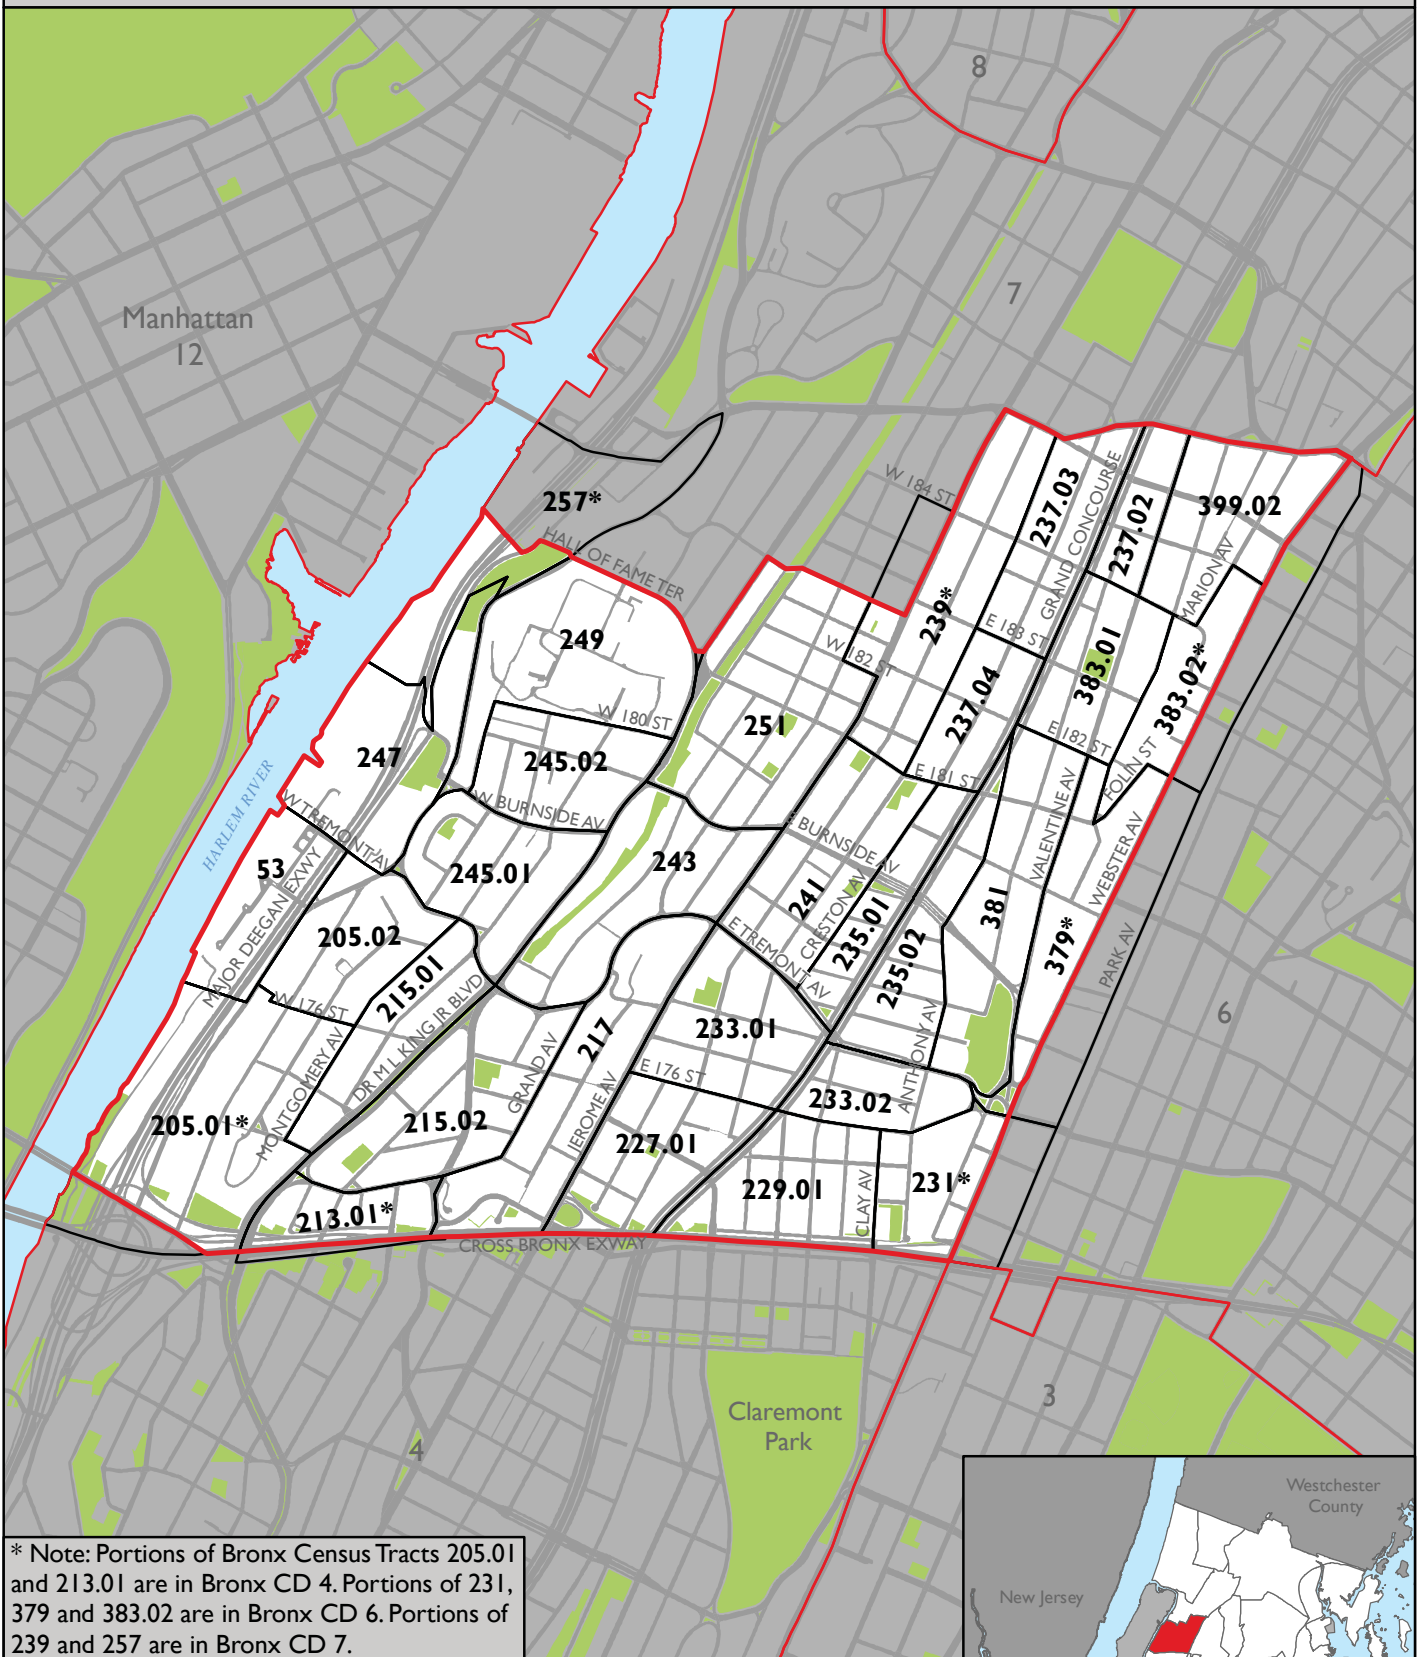 8
7
Manhattan
12
W 184 ST
237.03
GRAND CONCOURSE
237.02
399.02
257*
HALL OF FAME TER
MARION AV
239*
E 183 ST
249
W 182 ST
383.01
383.02*
237.04
W 180 ST
251
E 182 ST
247
245.02
E 181 ST
FOLIN ST
VALENTINE AV
HARLEM RIVER
W TREMONT AV
W BURNSIDE AV
E BURNSIDE AV
WEBSTER AV
53
245.01
243
241
CRESTON AV
381
MAJOR DEEGAN EXWY
205.02
E TREMONT AV
235.01
235.02
379*
PARK AV
215.01
W 176 ST
DR M L KING JR BLVD
217
233.01
ANTHONY AV
6
MONTGOMERY AV
GRAND AV
JEROME AV
E 176 ST
233.02
205.01*
215.02
227.01
229.01
CLAY AV
231*
213.01*
CROSS BRONX EXWAY
3
4
Claremont
Park
Westchester
County
New Jersey
* Note: Portions of Bronx Census Tracts 205.01
and 213.01 are in Bronx CD 4. Portions of 231,
379 and 383.02 are in Bronx CD 6. Portions of
239 and 257 are in Bronx CD 7.